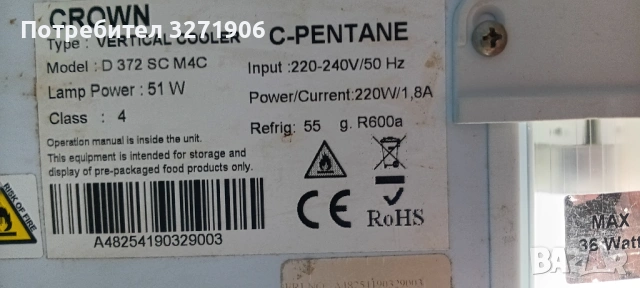 Потребител 3271906
CROWN
Type : VERTICAL COOLER
C-PENTANE
Model : D 372 SC M4C
Input :220-240V/50 Hz
Lamp Power : 51 W
Power/Current:220W/1,8A
Class : 4
Refrig: 55 g. R600a
Operation manual is inside the unit.
This equipment is intended for storage and
display of pre-packaged food products only.
RISK OF FIRE
CE
RoHS
A48254190329003
MAX
36 Watt
bazar.bg